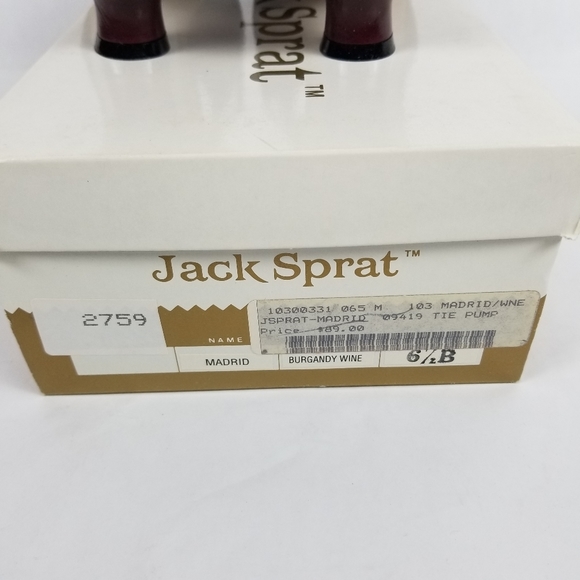 Sprat™
Jack Sprat™
2759
10300331 065 M 103 MADRID/WNE
JSPRAT-MADRID 09419 TIE PUMP
Price $89.00
NAME
MADRID BURGANDY WINE 6½B